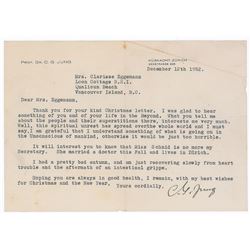 PROF. DR. C. G. JUNG
KÜSNACHT-ZÜRICH
SEESTRASSE 228
December 12th 1952.
Mrs. Clarisse Eggemann,
Loch Cottage R.R.I.
Qualicum Beach
Vancouver Island, B.C.
Dear Mrs. Eggemann,
Thank you for your kind Christmas letter. I was glad to hear
something of you and of your life in the Beyond. What you tell me
about the people and their superstitions there, interests me very much.
Well, this spiritual unrest has spread over the whole world and I must
say, I am grateful that I understand something of what is going on in
the Unconscious of mankind, otherwise it would be just too horrible.
It will interest you to know that Miss Schmid is no more my
Secretary. She married a doctor this Fall and lives in Zürich.
I had a pretty bad autumn, and am just recovering slowly from heart
trouble and the aftermath of an intestinal grippe.
Hoping you are always in good health, I remain, with my best wishes
for Christmas and the New Year,
Yours cordially,
C. G. Jung